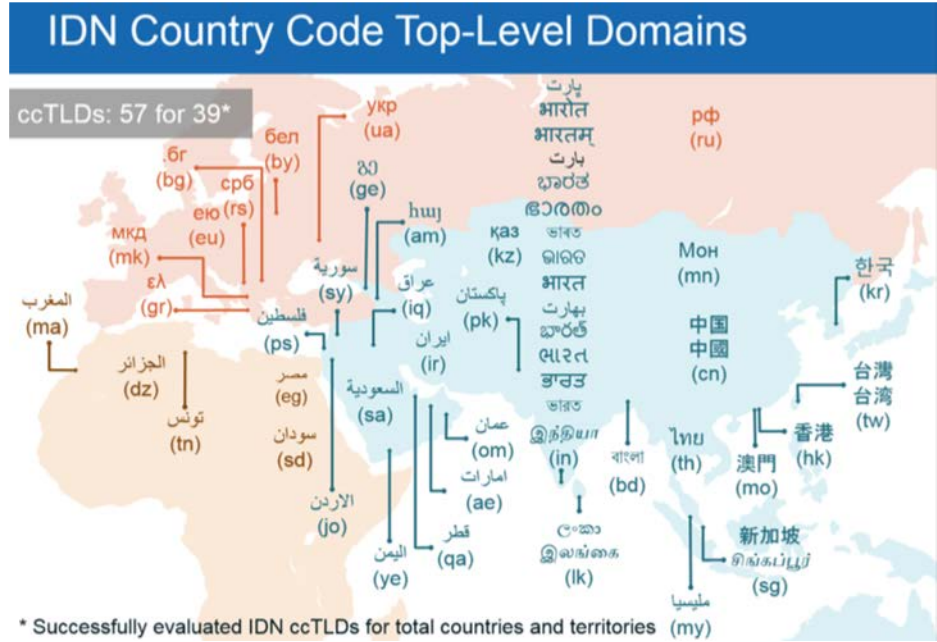 IDN Country Code Top-Level Domains
ccTLDs: 57 for 39*
укр
(ua)
бел
(by)
.бг
(bg)
срб
(rs)
ею
(eu)
мкд
(mk)
ελ
(gr)
рф
(ru)
გე
(ge)
հայ
(am)
қаз
(kz)
Мон
(mn)
한국
(kr)
سورية
(sy)
عراق
(iq)
پاکستان
(pk)
فلسطين
(ps)
ایران
(ir)
المغرب
(ma)
الجزائر
(dz)
تونس
(tn)
مصر
(eg)
سودان
(sd)
السعودية
(sa)
الاردن
(jo)
اليمن
(ye)
قطر
(qa)
امارات
(ae)
عمان
(om)
ڀارت
भारोत
भारतम्
بارت
ಭಾರತ
ഭാരതം
ভাৰত
ଭାରତ
भारत
بھارت
భారత్
ભારત
ਭਾਰਤ
ভারত
இந்தியா
(in)
বাংলা
(bd)
ලංකා
இலங்கை
(lk)
中国
中國
(cn)
台灣
台湾
(tw)
香港
(hk)
澳門
(mo)
ไทย
(th)
新加坡
சிங்கப்பூர்
(sg)
مليسيا
(my)
* Successfully evaluated IDN ccTLDs for total countries and territories